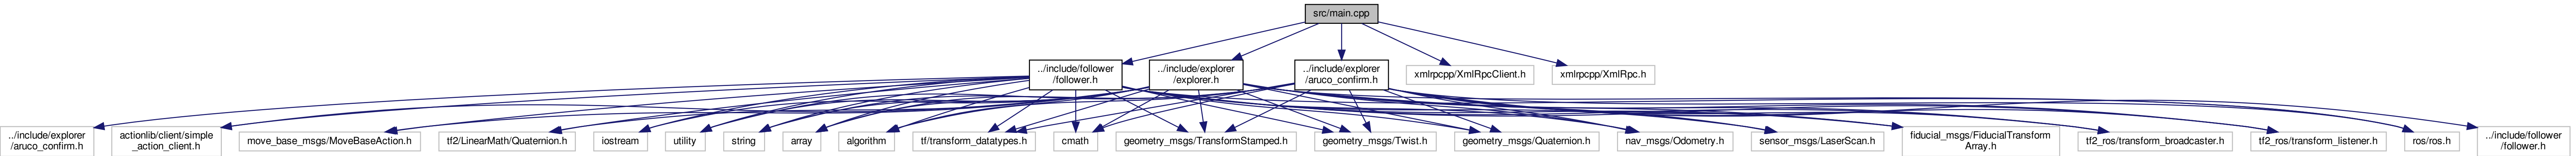 src/main.cpp
../include/follower
/follower.h
../include/explorer
/explorer.h
../include/explorer
/aruco_confirm.h
xmlrpcpp/XmlRpcClient.h
xmlrpcpp/XmlRpc.h
../include/explorer
/aruco_confirm.h
actionlib/client/simple
_action_client.h
move_base_msgs/MoveBaseAction.h
tf2/LinearMath/Quaternion.h
iostream
utility
string
array
algorithm
tf/transform_datatypes.h
cmath
geometry_msgs/TransformStamped.h
geometry_msgs/Twist.h
geometry_msgs/Quaternion.h
nav_msgs/Odometry.h
sensor_msgs/LaserScan.h
fiducial_msgs/FiducialTransform
Array.h
tf2_ros/transform_broadcaster.h
tf2_ros/transform_listener.h
ros/ros.h
../include/follower
/follower.h